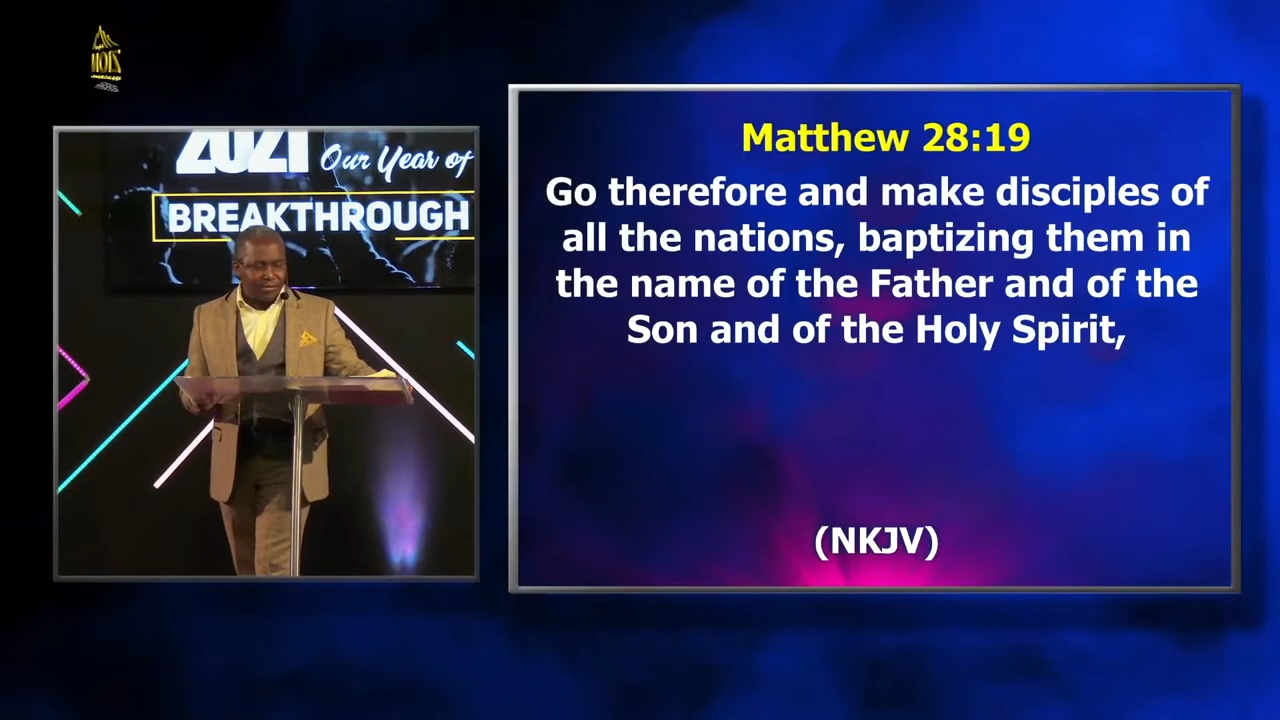 2021 Our Year of
BREAKTHROUGH
Matthew 28:19
Go therefore and make disciples of
all the nations, baptizing them in
the name of the Father and of the
Son and of the Holy Spirit,
(NKJV)